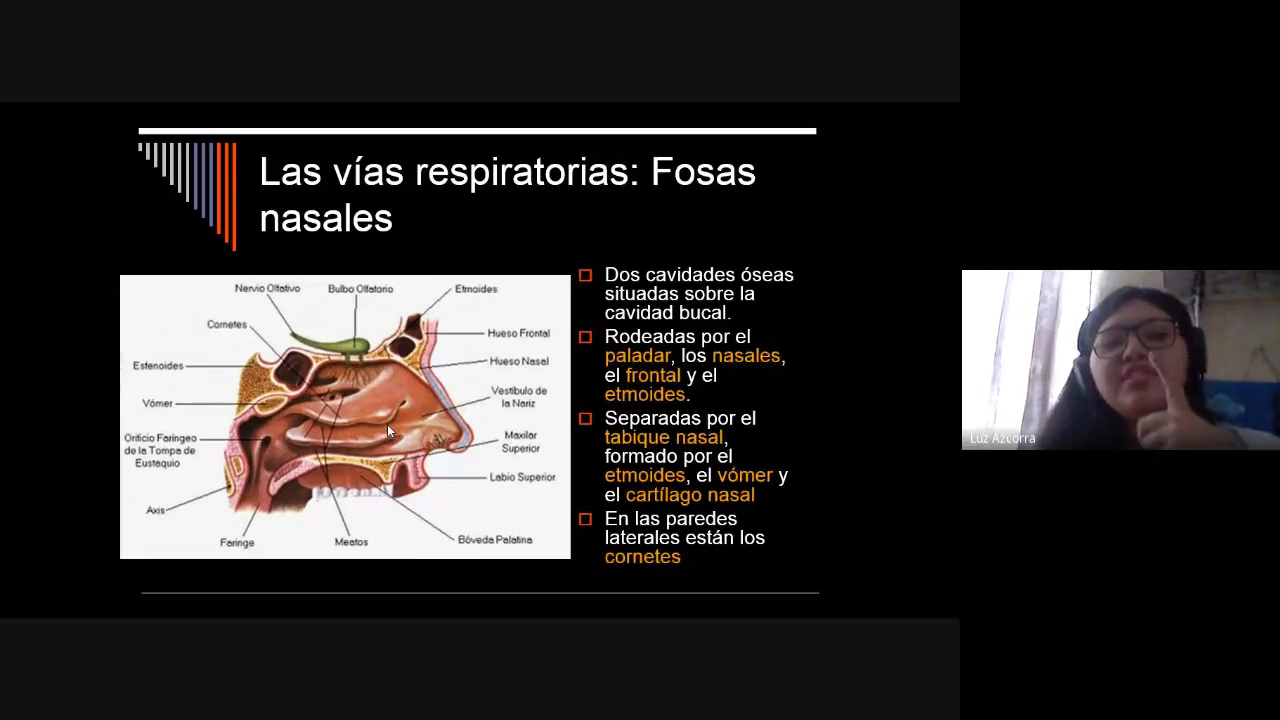 Las vías respiratorias: Fosas
nasales
Nervio Olfativo
Bulbo Olfatorio
Etmoides
Cornetes
Hueso Frontal
Estenoides
Hueso Nasal
Vómer
Vestíbulo de
la Nariz
Orificio Faríngeo
de la Tompa de
Eustaquio
Maxilar
Superior
Labio Superior
Axis
Faringe
Meatos
Bóveda Palatina
Dos cavidades óseas
situadas sobre la
cavidad bucal.
Rodeadas por el
paladar, los nasales,
el frontal y el
etmoides.
Separadas por el
tabique nasal,
formado por el
etmoides, el vómer y
el cartílago nasal
En las paredes
laterales están los
cornetes
Luz Azcorra